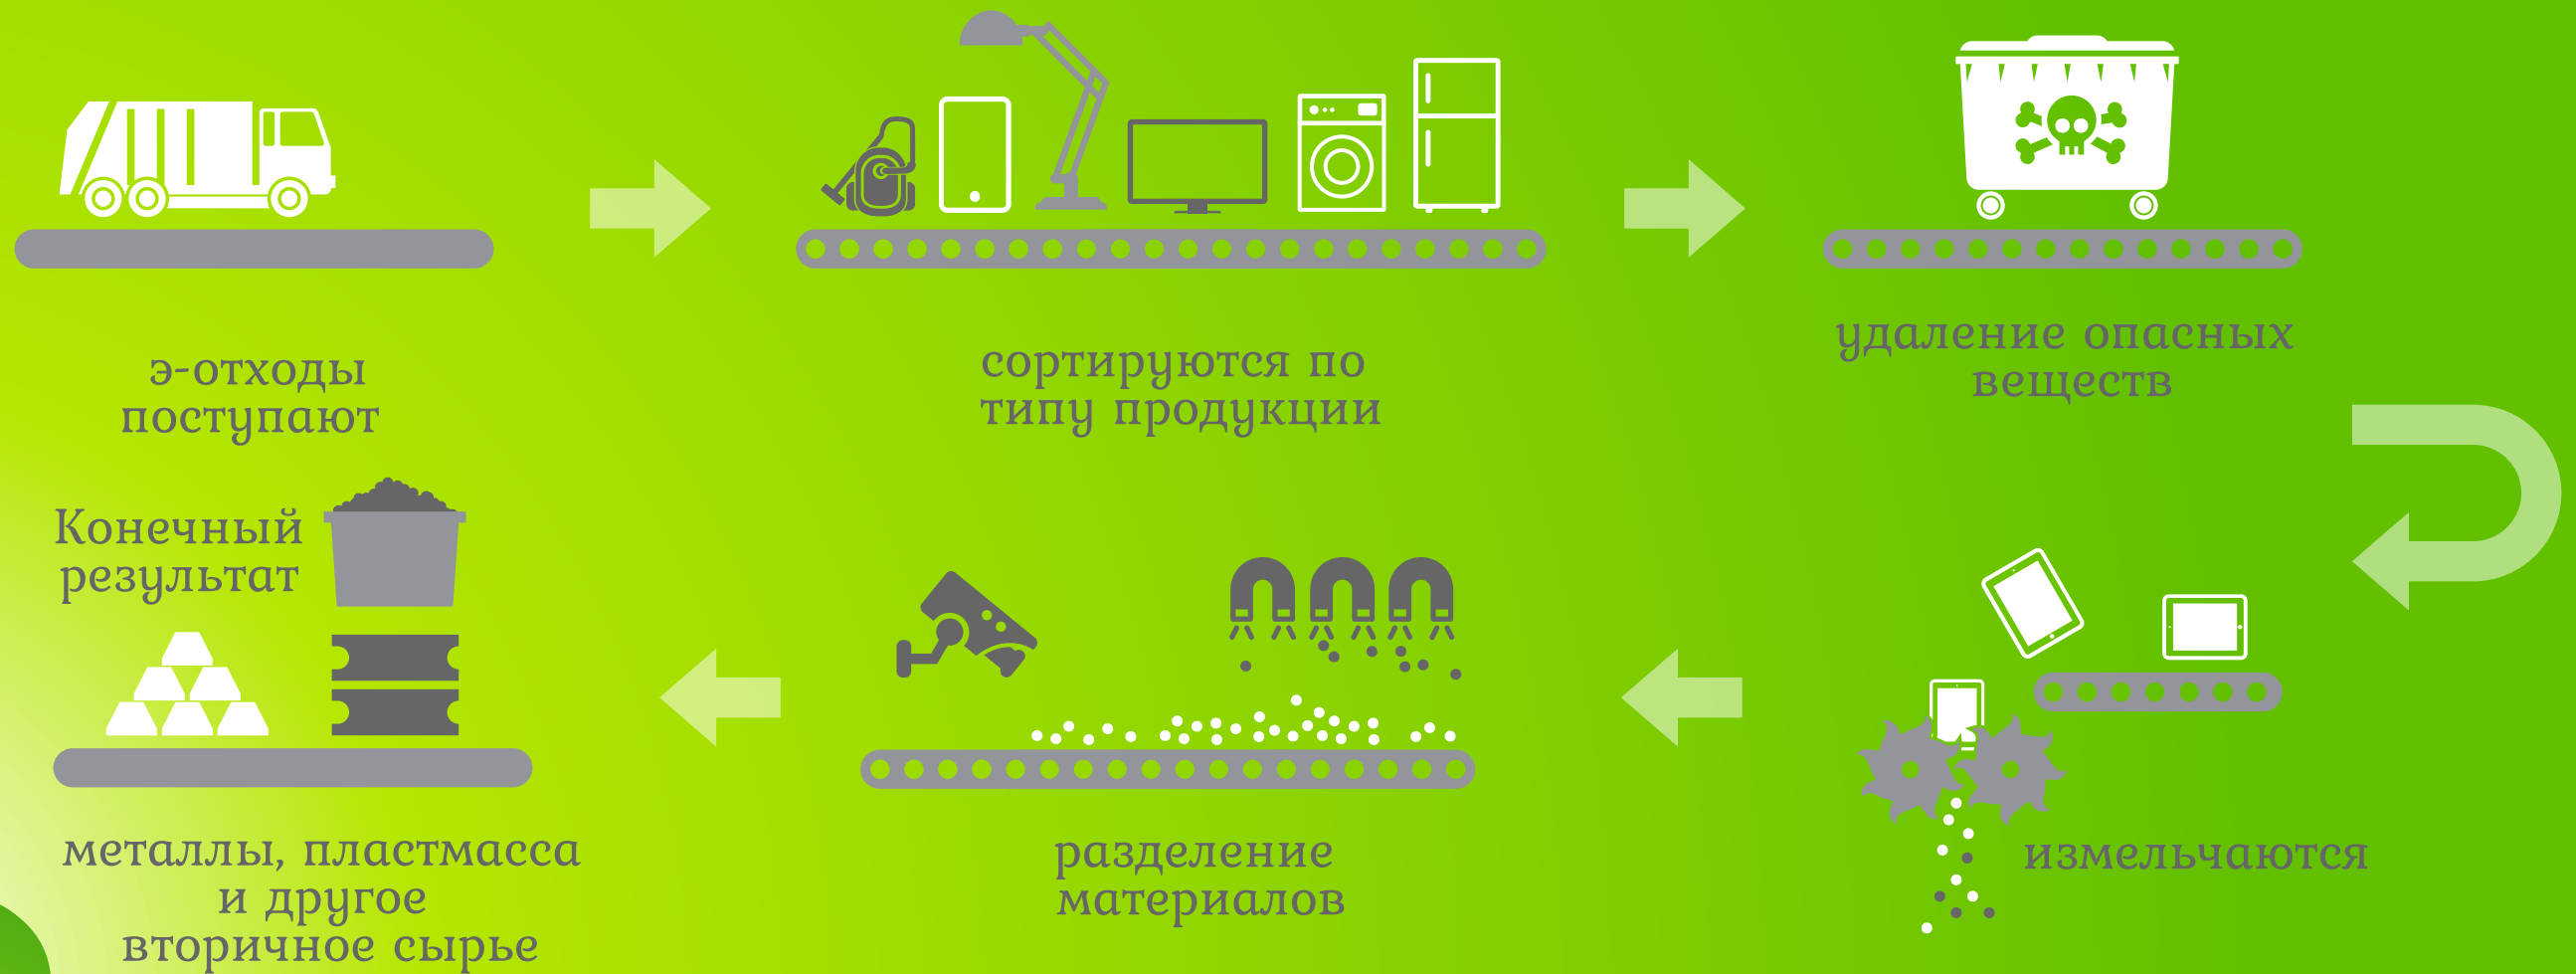 э-отходы
поступают
сортируются по
типу продукции
удаление опасных
веществ
измельчаются
разделение
материалов
Конечный
результат
металлы, пластмасса
и другое
вторичное сырье